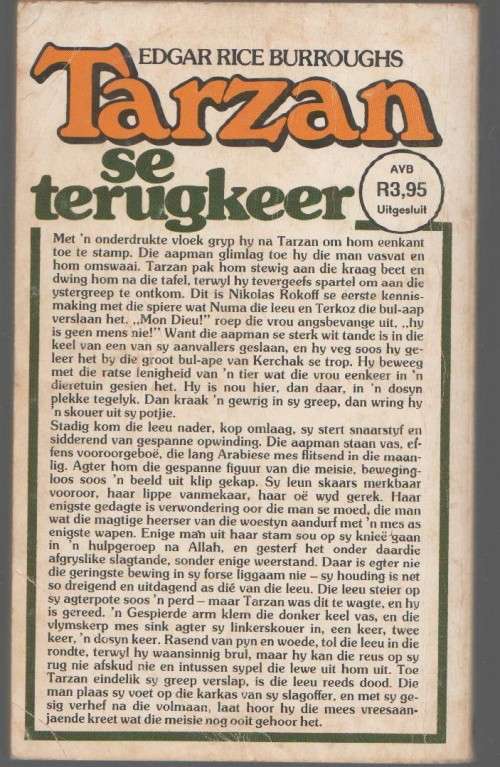 EDGAR RICE BURROUGHS
Tarzan
se
terugkeer
AVB
R3,95
Uitgesluit
Met 'n onderdrukte vloek gryp hy na Tarzan om hom eenkant
toe te stamp. Die aapman glimlag toe hy die man vasvat en
hom omswaai. Tarzan pak hom stewig aan die kraag beet en
dwing hom na die tafel, terwyl hy tevergeefs spartel om aan die
ystergreep te ontkom. Dit is Nikolas Rokoff se eerste kennis-
making met die spiere wat Numa die leeu en Terkoz die bul-aap
verslaan het. „Mon Dieu!” roep die vrou angsbevange uit, „hy
is geen mens nie!” Want die aapman se sterk wit tande is in die
keel van een van sy aanvallers geslaan, en hy veg soos hy ge-
leer het by die groot bul-ape van Kerchak se trop. Hy beweeg
met die ratse lenigheid van 'n tier wat die vrou eenkeer in 'n
dieretuin gesien het. Hy is nou hier, dan daar, in 'n dosyn
plekke tegelyk. Dan kraak 'n gewrig in sy greep, dan wring hy
'n skouer uit sy potjie.
Stadig kom die leeu nader, kop omlaag, sy stert snaarstyf en
sidderend van gespanne opwinding. Die aapman staan vas, ef-
fens vooroorgeboë, die lang Arabiese mes flitsend in die maan-
lig. Agter hom die gespanne figuur van die meisie, beweging-
loos soos 'n beeld uit klip gekap. Sy leun skaars merkbaar
vooroor, haar lippe vanmekaar, haar oë wyd gerek. Haar
enigste gedagte is verwondering oor die man se moed, die man
wat die magtige heerser van die woestyn aandurf met 'n mes as
enigste wapen. Enige man uit haar stam sou op sy knieë gaan
in 'n hulpgeroep na Allah, en gesterf het onder daardie
afgryslike slagtande, sonder enige weerstand. Daar is egter nie
die geringste bewing in sy forse liggaam nie – sy houding is net
so dreigend en uitdagend as dié van die leeu. Die leeu steier op
sy agterpote soos 'n perd – maar Tarzan was dit te wagte, en hy
is gereed. 'n Gespierde arm klem die donker keel vas, en die
vlymskerp mes sink agter sy linkerskouer in, een keer, twee
keer, 'n dosyn keer. Rasend van pyn en woede, tol die leeu in die
rondte, terwyl hy waansinnig brul, maar hy kan die reus op sy
rug nie afskud nie en intussen sypel die lewe uit hom uit. Toe
Tarzan eindelik sy greep verslap, is die leeu reeds dood. Die
man plaas sy voet op die karkas van sy slagoffer, en met sy ge-
sig verhef na die volmaan, laat hoor hy die mees vreesaan-
jaende kreet wat die meisie nog ooit gehoor het.